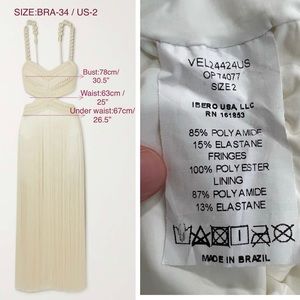 SIZE:BRA-34 / US-2
Bust:78cm/
30.5"
Waist:63cm /
25"
Under waist:67cm/
26.5"
VEL24424US
OP74077
SIZE 2
IBERO USA LLC
RN 161853
85% POLYAMIDE
15% ELASTANE
FRINGES
100% POLYESTER
LINING
87% POLYAMIDE
13% ELASTANE
MADE IN BRAZIL